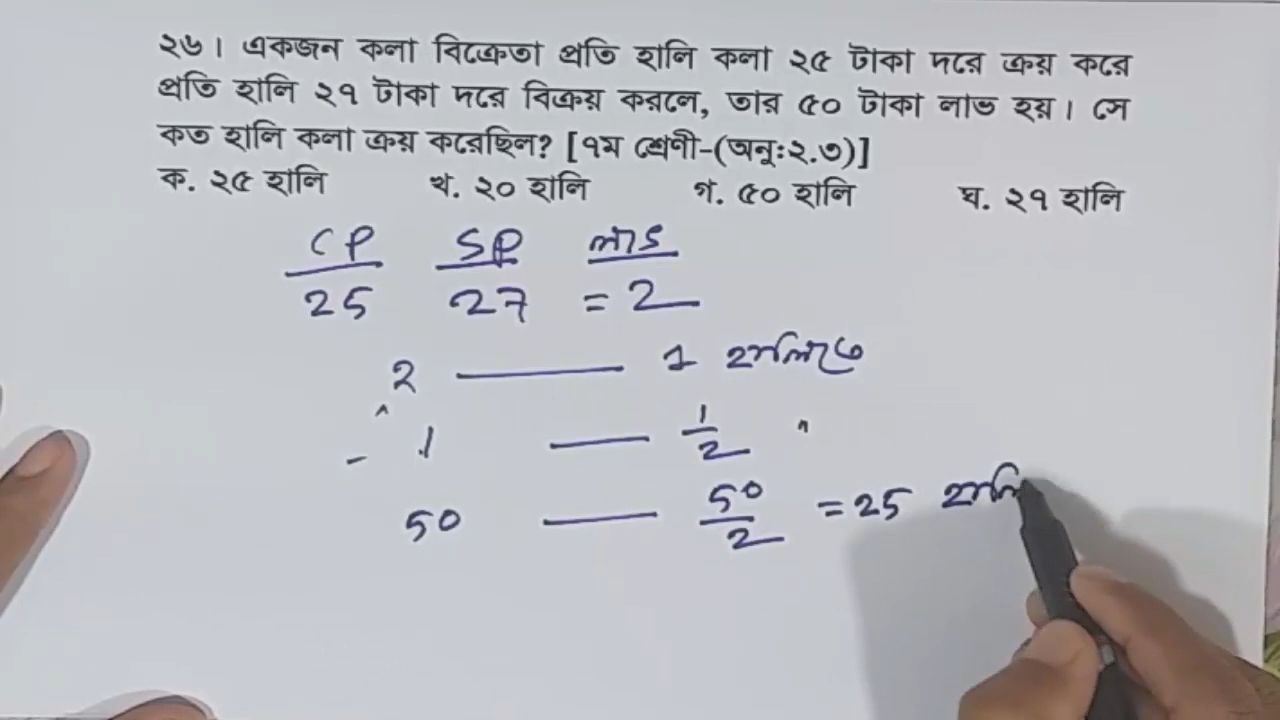 ২৬। একজন কলা বিক্রেতা প্রতি হালি কলা ২৫ টাকা দরে ক্রয় করে
প্রতি হালি ২৭ টাকা দরে বিক্রয় করলে, তার ৫০ টাকা লাভ হয়। সে
কত হালি কলা ক্রয় করেছিল? [৭ম শ্রেণী-(অনুঃ২.৩)]
ক. ২৫ হালি খ. ২০ হালি গ. ৫০ হালি ঘ. ২৭ হালি
CP SP লাভ
25 27 = 2
2 —— 1 হালিতে
" 1 —— 1/2 "
50 —— 50/2 = 25 হালি